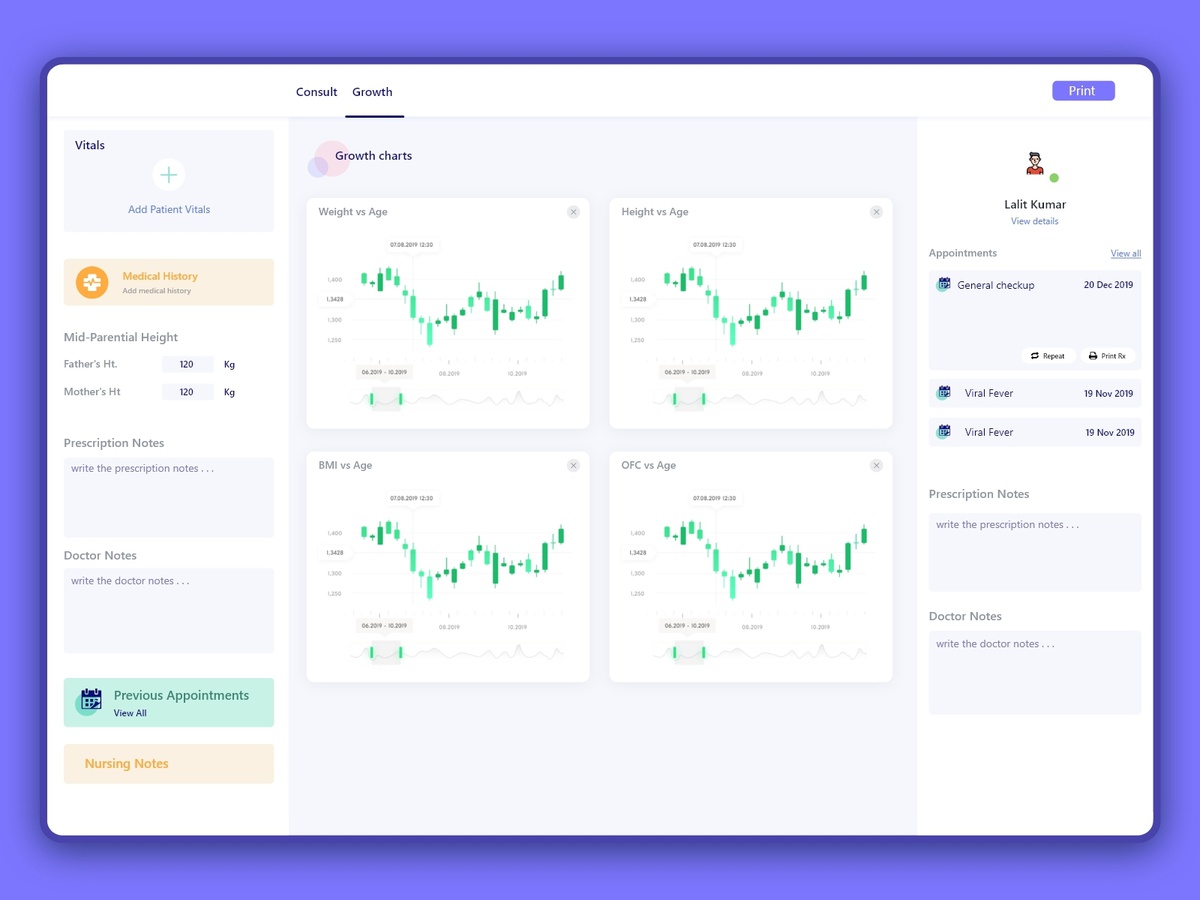 Consult
Growth
Print
Vitals
Add Patient Vitals
Medical History
Add medical history
Mid-Parental Height
Father's Ht.
120
Kg
Mother's Ht
120
Kg
Prescription Notes
write the prescription notes . . .
Doctor Notes
write the doctor notes . . .
Previous Appointments
View All
Nursing Notes
Growth charts
Weight vs Age
07.08.2019 12:30
1,400
1,3428
1,300
1,250
06.2019 - 10.2019
08.2019
10.2019
Height vs Age
07.08.2019 12:30
1,400
1,3428
1,300
1,250
06.2019 - 10.2019
08.2019
10.2019
BMI vs Age
07.08.2019 12:30
1,400
1,3428
1,300
1,250
06.2019 - 10.2019
08.2019
10.2019
OFC vs Age
07.08.2019 12:30
1,400
1,3428
1,300
1,250
06.2019 - 10.2019
08.2019
10.2019
Lalit Kumar
View details
Appointments
View all
General checkup
20 Dec 2019
Repeat
Print Rx
Viral Fever
19 Nov 2019
Viral Fever
19 Nov 2019
Prescription Notes
write the prescription notes . . .
Doctor Notes
write the doctor notes . . .